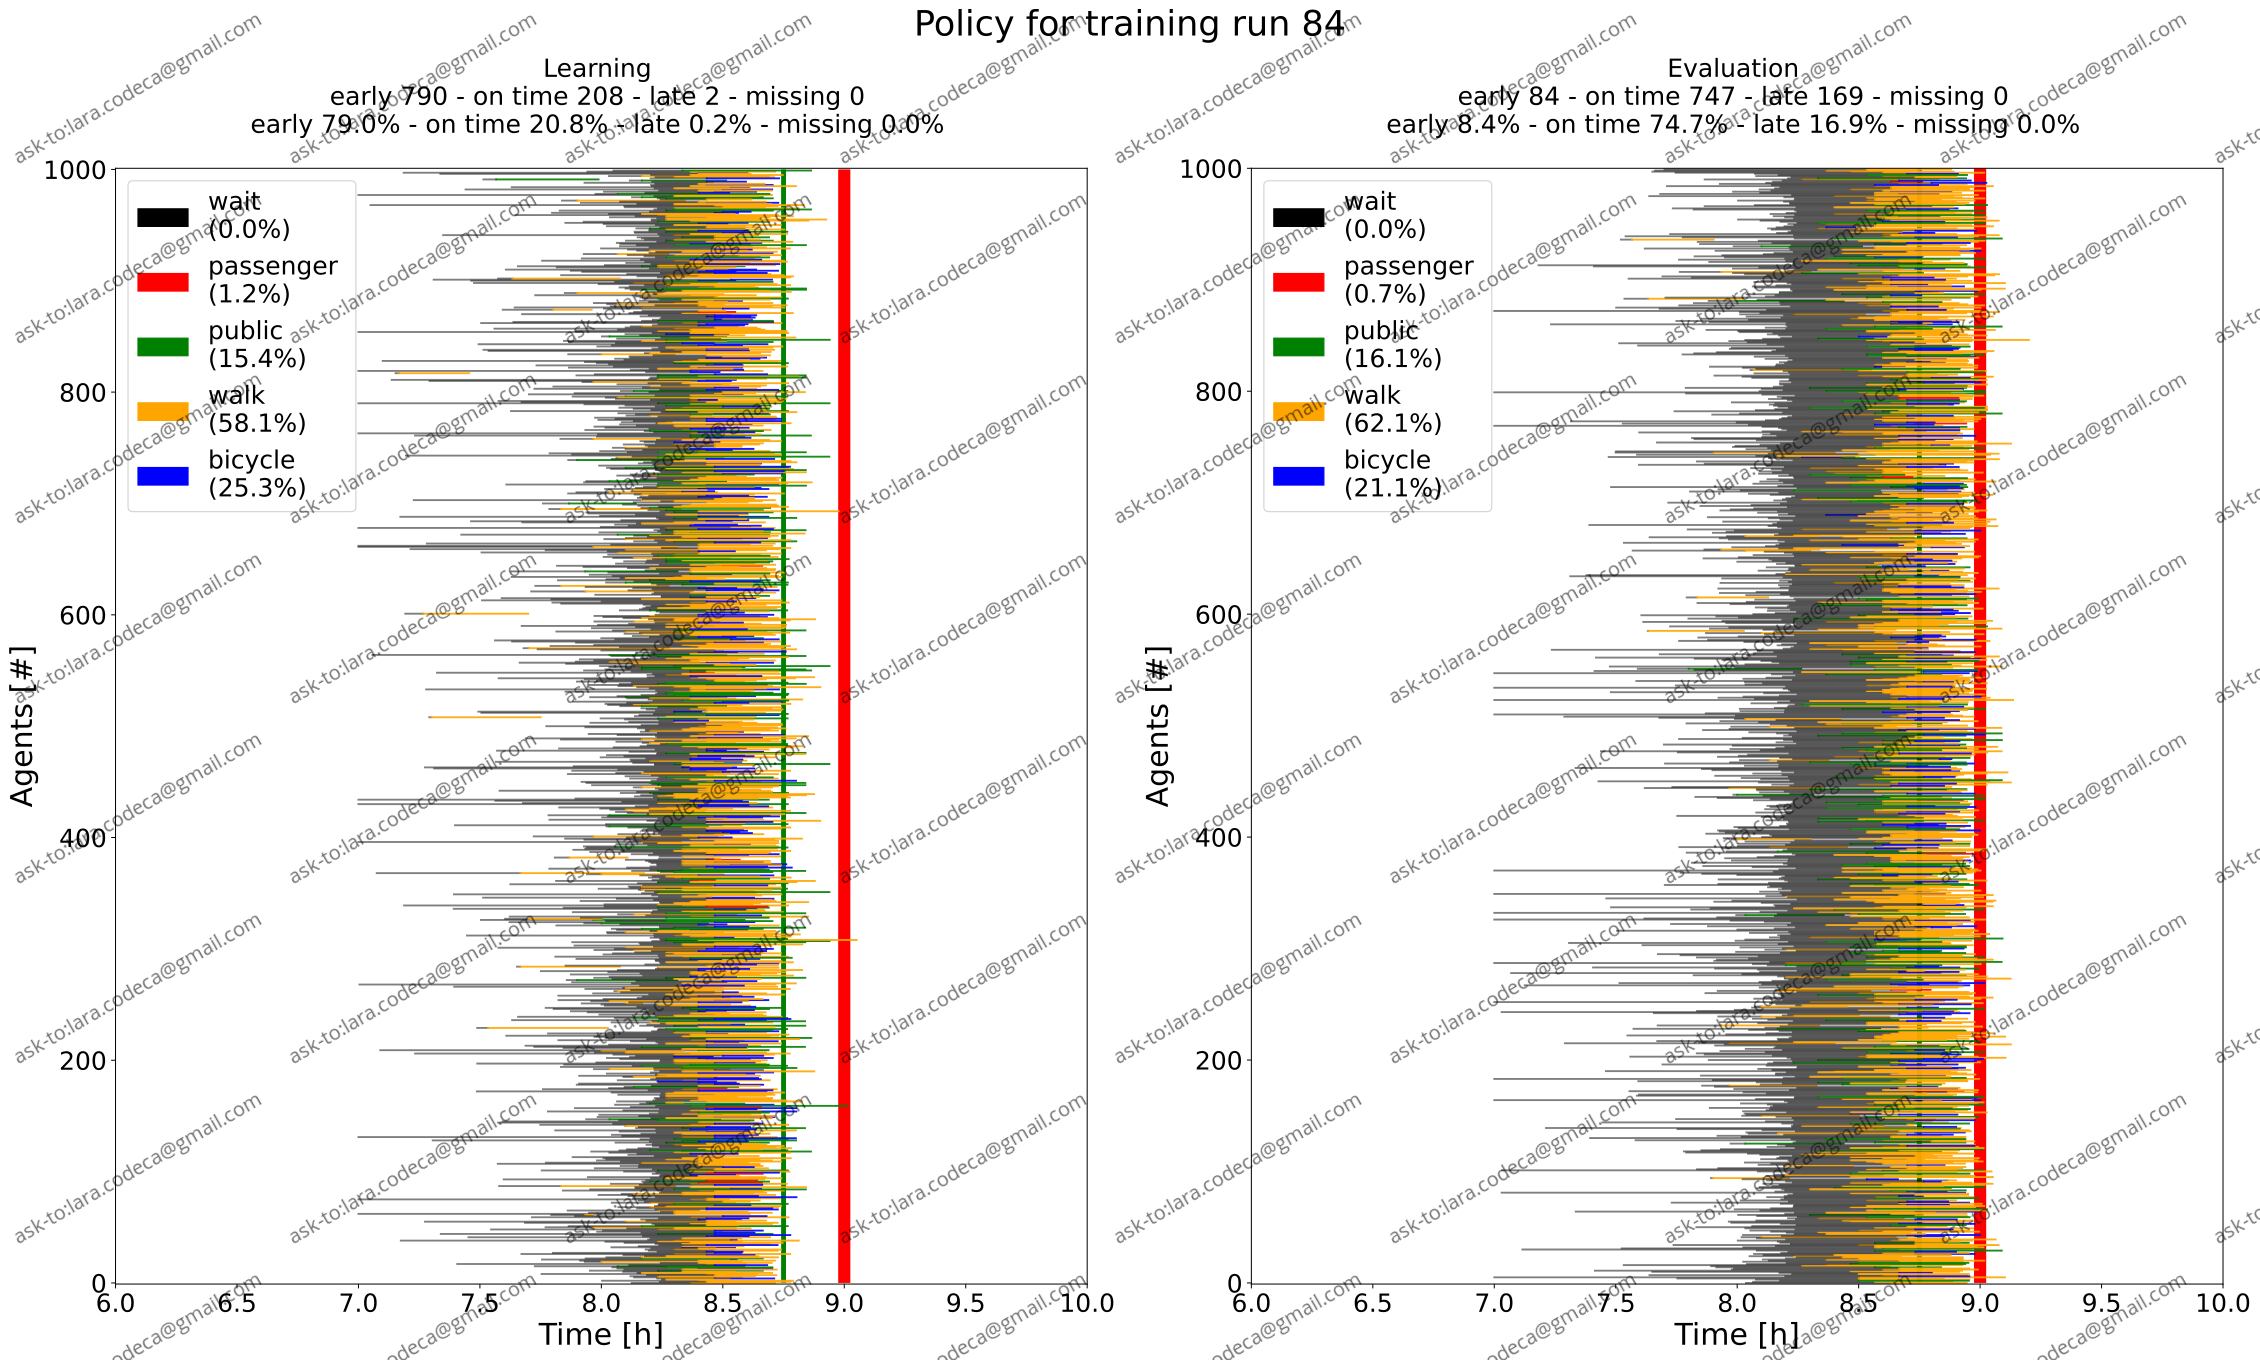 Policy for training run 84
Learning
early 790 - on time 208 - late 2 - missing 0
early 79.0% - on time 20.8% - late 0.2% - missing 0.0%
1000
800
600
400
200
0
Agents [#]
wait
(0.0%)
passenger
(1.2%)
public
(15.4%)
walk
(58.1%)
bicycle
(25.3%)
6.0 6.5 7.0 7.5 8.0 8.5 9.0 9.5 10.0
Time [h]
Evaluation
early 84 - on time 747 - late 169 - missing 0
early 8.4% - on time 74.7% - late 16.9% - missing 0.0%
1000
800
600
400
200
0
Agents [#]
wait
(0.0%)
passenger
(0.7%)
public
(16.1%)
walk
(62.1%)
bicycle
(21.1%)
6.0 6.5 7.0 7.5 8.0 8.5 9.0 9.5 10.0
Time [h]
ask-to:lara.codeca@gmail.com